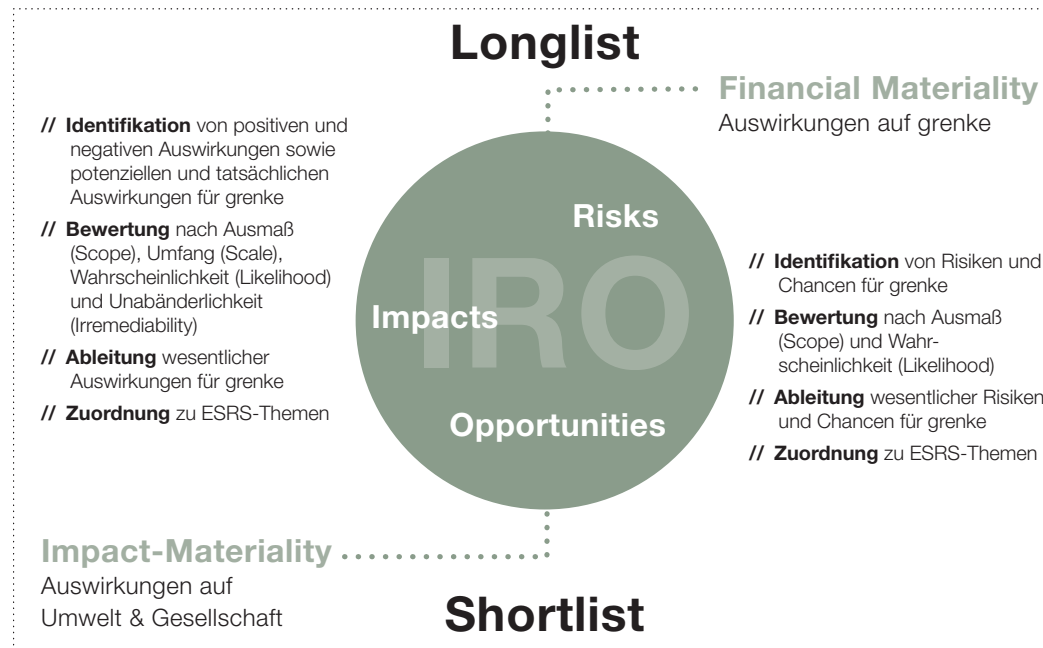 Longlist
Financial Materiality
Auswirkungen auf grenke
// Identifikation von positiven und
negativen Auswirkungen sowie
potenziellen und tatsächlichen
Auswirkungen für grenke
// Bewertung nach Ausmaß
(Scope), Umfang (Scale),
Wahrscheinlichkeit (Likelihood)
und Unabänderlichkeit
(Irremediability)
// Ableitung wesentlicher
Auswirkungen für grenke
// Zuordnung zu ESRS-Themen
Risks
IRO
Impacts
Opportunities
// Identifikation von Risiken und
Chancen für grenke
// Bewertung nach Ausmaß
(Scope) und Wahr-
scheinlichkeit (Likelihood)
// Ableitung wesentlicher Risiken
und Chancen für grenke
// Zuordnung zu ESRS-Themen
Impact-Materiality
Auswirkungen auf
Umwelt & Gesellschaft
Shortlist